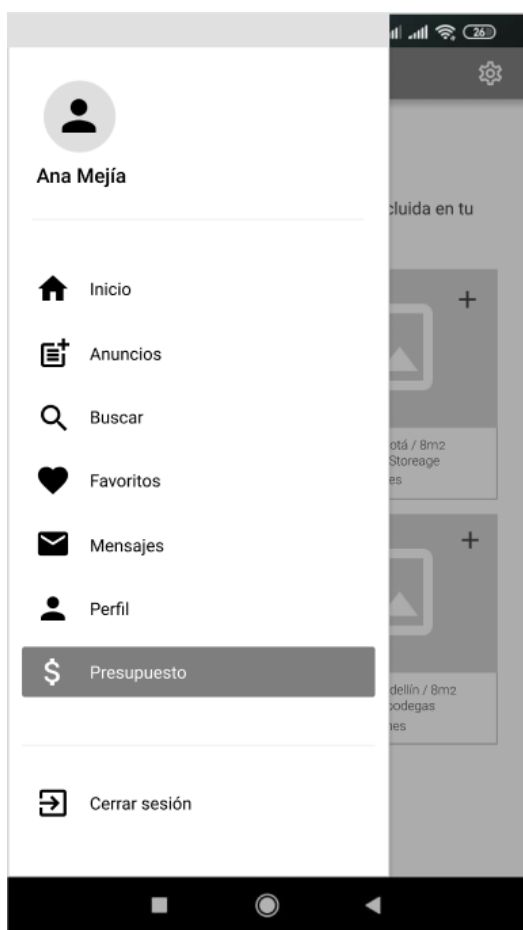 26
Ana Mejía
cluida en tu
Inicio
Anuncios
Buscar
otá / 8m2
Storeage
es
Favoritos
Mensajes
Perfil
Presupuesto
dellín / 8m2
bodegas
nes
Cerrar sesión